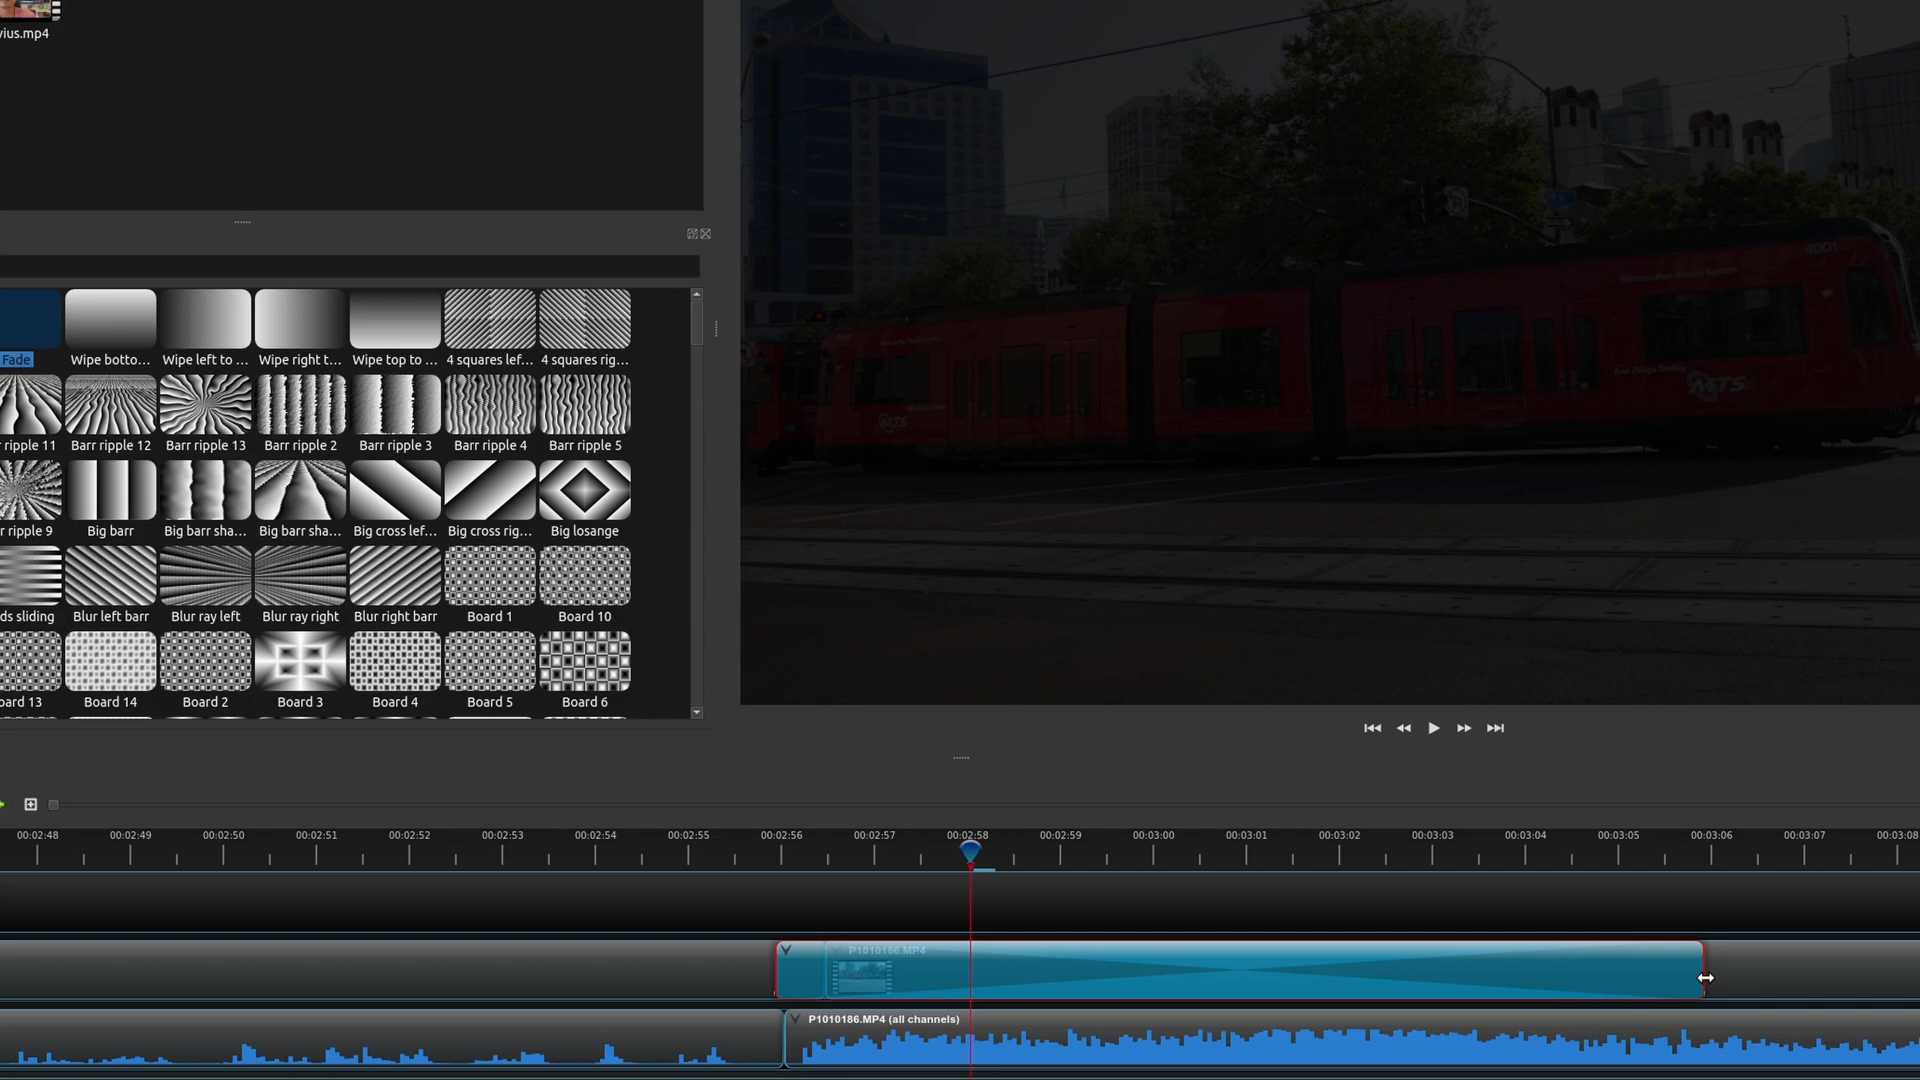 vius.mp4
4001
MTS
MTS
Fade
Wipe botto...
Wipe left to ...
Wipe right t...
Wipe top to ...
4 squares lef...
4 squares rig...
ripple 11
Barr ripple 12
Barr ripple 13
Barr ripple 2
Barr ripple 3
Barr ripple 4
Barr ripple 5
r ripple 9
Big barr
Big barr sha...
Big barr sha...
Big cross lef...
Big cross rig...
Big losange
ds sliding
Blur left barr
Blur ray left
Blur ray right
Blur right barr
Board 1
Board 10
oard 13
Board 14
Board 2
Board 3
Board 4
Board 5
Board 6
00:02:48
00:02:49
00:02:50
00:02:51
00:02:52
00:02:53
00:02:54
00:02:55
00:02:56
00:02:57
00:02:58
00:02:59
00:03:00
00:03:01
00:03:02
00:03:03
00:03:04
00:03:05
00:03:06
00:03:07
00:03:08
P1010186.MP4
P1010186.MP4 (all channels)